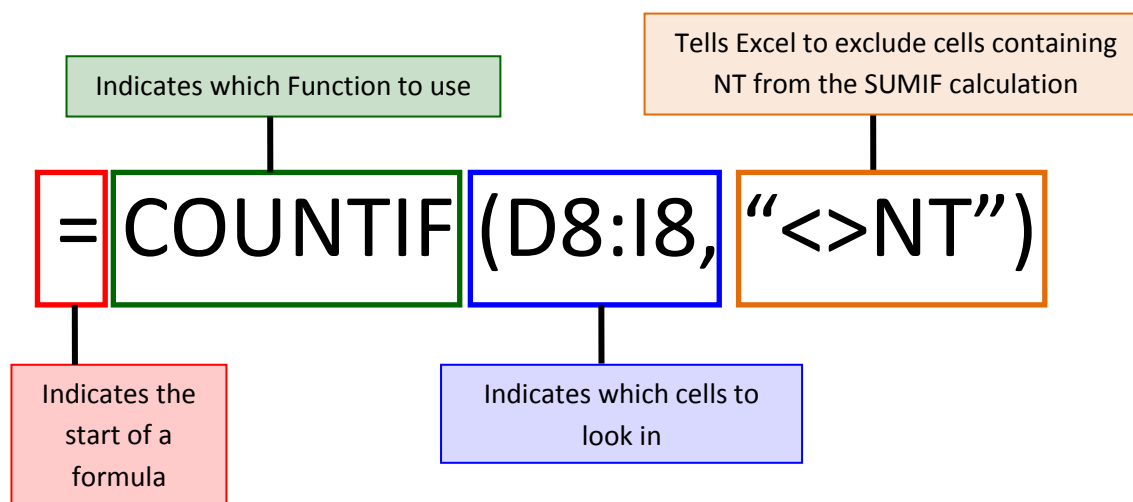 Tells Excel to exclude cells containing
NT from the SUMIF calculation
Indicates which Function to use
=COUNTIF(D8:I8, “<>NT”)
Indicates the
start of a
formula
Indicates which cells to
look in